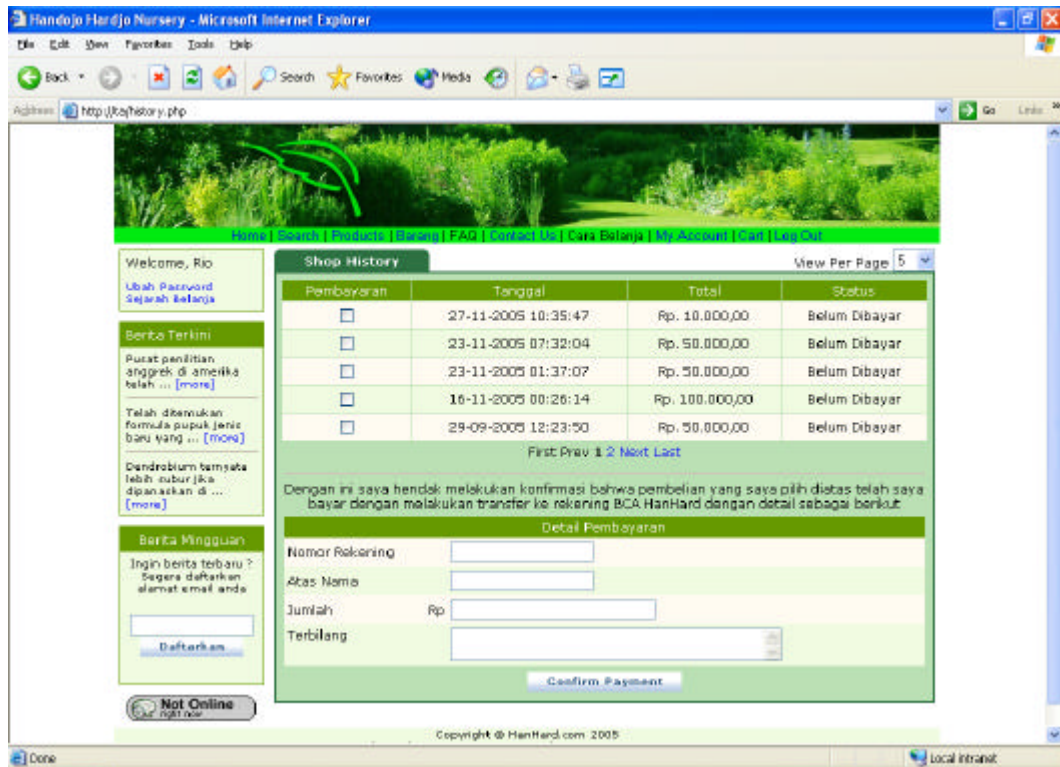 Handojo Hardjo Nursery - Microsoft Internet Explorer
File Edit View Favorites Tools Help
Back Search Favorites Media
Address http://ta/history.php Go Links
Home | Search | Products | Barang | FAQ | Contact Us | Cara Belanja | My Account | Cart | Log Out
Welcome, Rio
Ubah Password
Sejarah Belanja
Berita Terkini
Pusat penilitian
anggrek di amerika
telah ... [more]
Telah ditemukan
formula pupuk jenis
baru yang ... [more]
Dendrobium ternyata
lebih subur jika
dipanaskan di ...
[more]
Berita Mingguan
Ingin berita terbaru ?
Segera daftarkan
alamat email anda
Daftarkan
Not Online
right now
Shop History
View Per Page 5
Pembayaran Tanggal Total Status
27-11-2005 10:35:47 Rp. 10.000,00 Belum Dibayar
23-11-2005 07:32:04 Rp. 50.000,00 Belum Dibayar
23-11-2005 01:37:07 Rp. 50.000,00 Belum Dibayar
16-11-2005 00:26:14 Rp. 100.000,00 Belum Dibayar
29-09-2005 12:23:50 Rp. 50.000,00 Belum Dibayar
First Prev 1 2 Next Last
Dengan ini saya hendak melakukan konfirmasi bahwa pembelian yang saya pilih diatas telah saya
bayar dengan melakukan transfer ke rekening BCA HanHard dengan detail sebagai berikut
Detail Pembayaran
Nomor Rekening
Atas Nama
Jumlah Rp
Terbilang
Confirm Payment
Copyright @ HanHard.com 2005
Done Local intranet